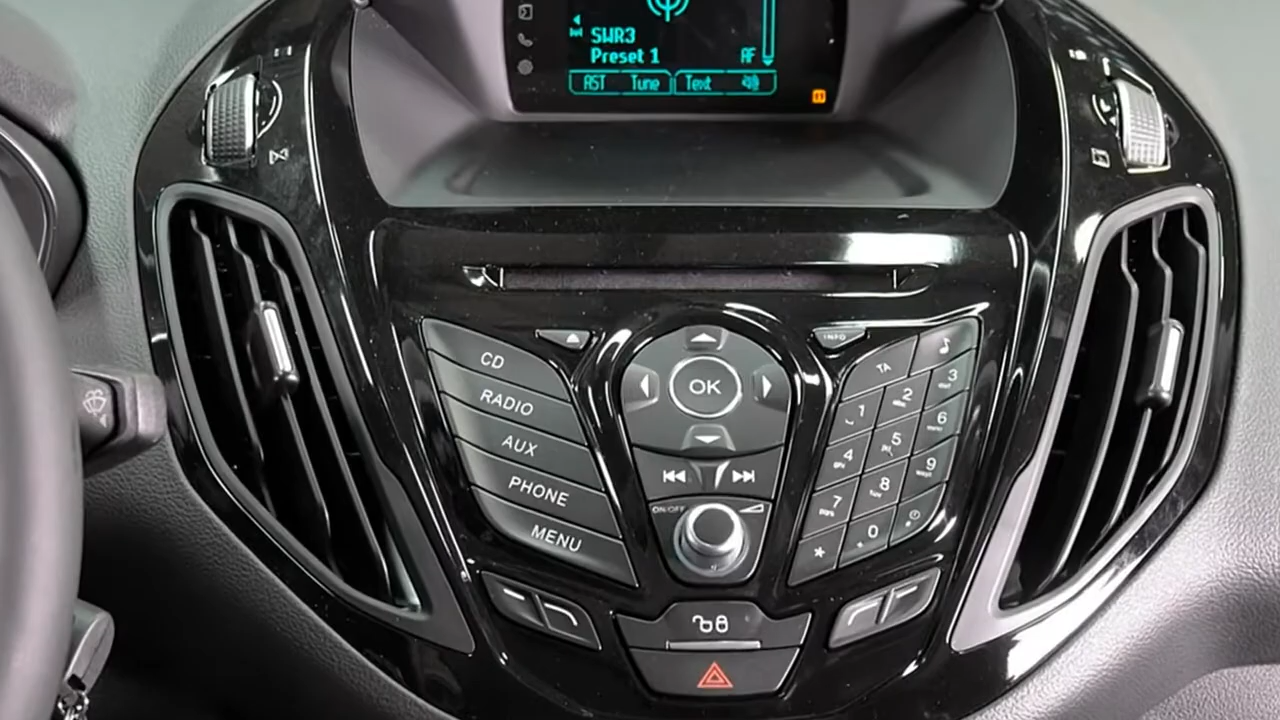 SWR3
Preset 1
AF
AST Tune Text
INFO
CD
RADIO
AUX
PHONE
MENU
OK
ON/OFF
TA
1
2
3
4
5
6
7
8
9
*
0